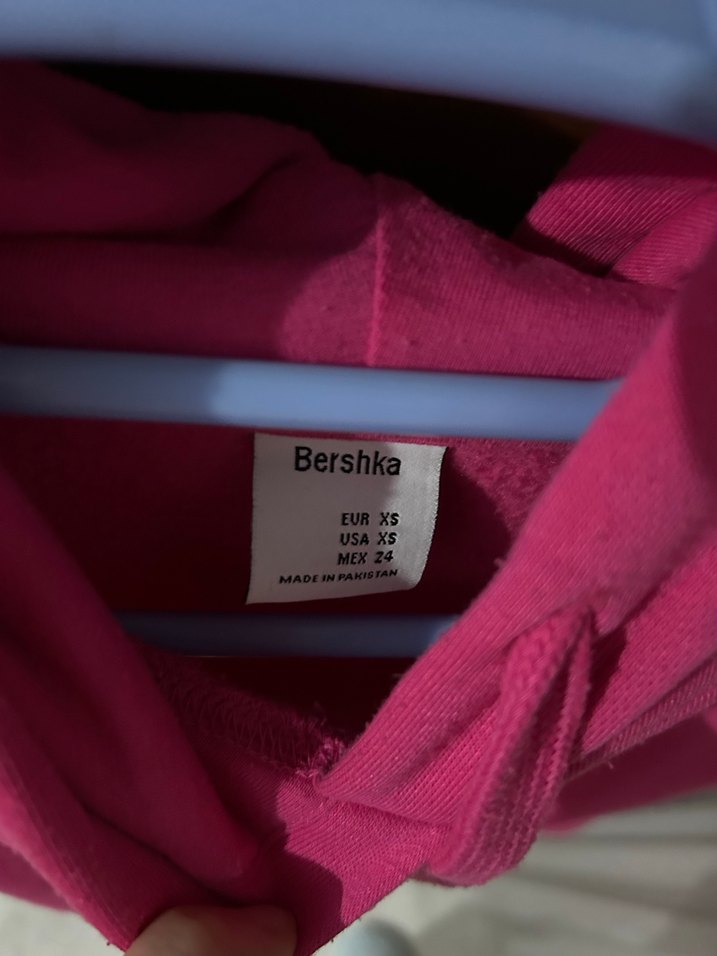 Bershka
EUR XS
USA XS
MEX 24
MADE IN PAKISTAN